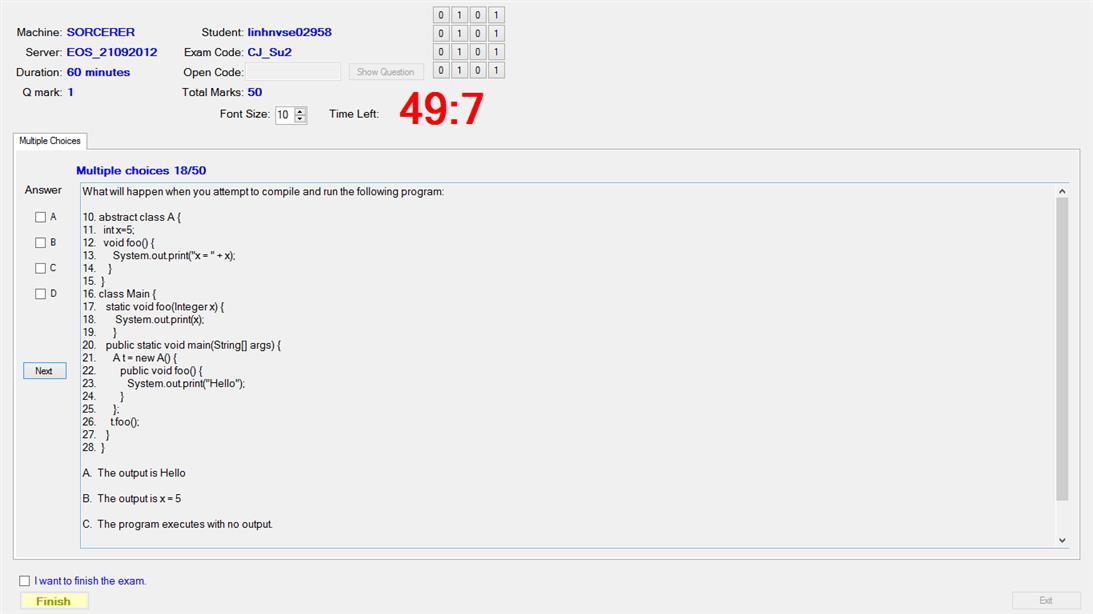 Machine: SORCERER Student: linhnvse02958
Server: EOS_21092012 Exam Code: CJ_Su2
Duration: 60 minutes Open Code: Show Question
Q mark: 1 Total Marks: 50
0 1 0 1
0 1 0 1
0 1 0 1
0 1 0 1
Font Size: 10 Time Left: 49:7
Multiple Choices
Multiple choices 18/50
Answer
A
B
C
D
Next
What will happen when you attempt to compile and run the following program:
10. abstract class A {
11. int x=5;
12. void foo() {
13. System.out.print("x = " + x);
14. }
15. }
16. class Main {
17. static void foo(Integer x) {
18. System.out.print(x);
19. }
20. public static void main(String[] args) {
21. A t = new A() {
22. public void foo() {
23. System.out.print("Hello");
24. }
25. };
26. t.foo();
27. }
28. }
A. The output is Hello
B. The output is x = 5
C. The program executes with no output.
I want to finish the exam.
Finish
Exit